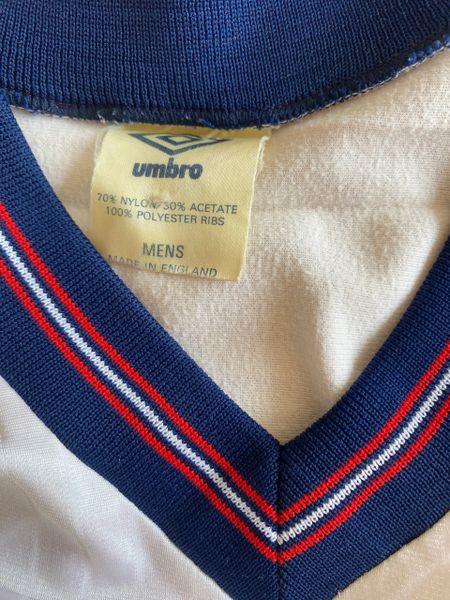 umbro
70% NYLON/30% ACETATE
100% POLYESTER RIBS
MENS
MADE IN ENGLAND